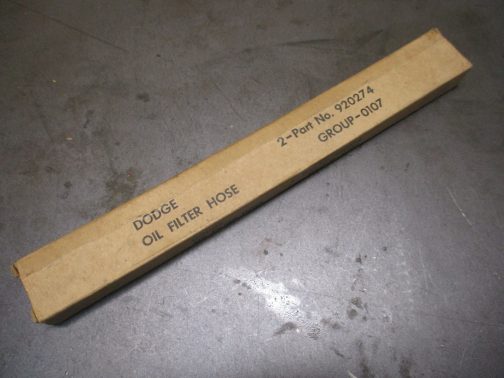 DODGE
OIL FILTER HOSE
2-Part No. 920274
GROUP-0107